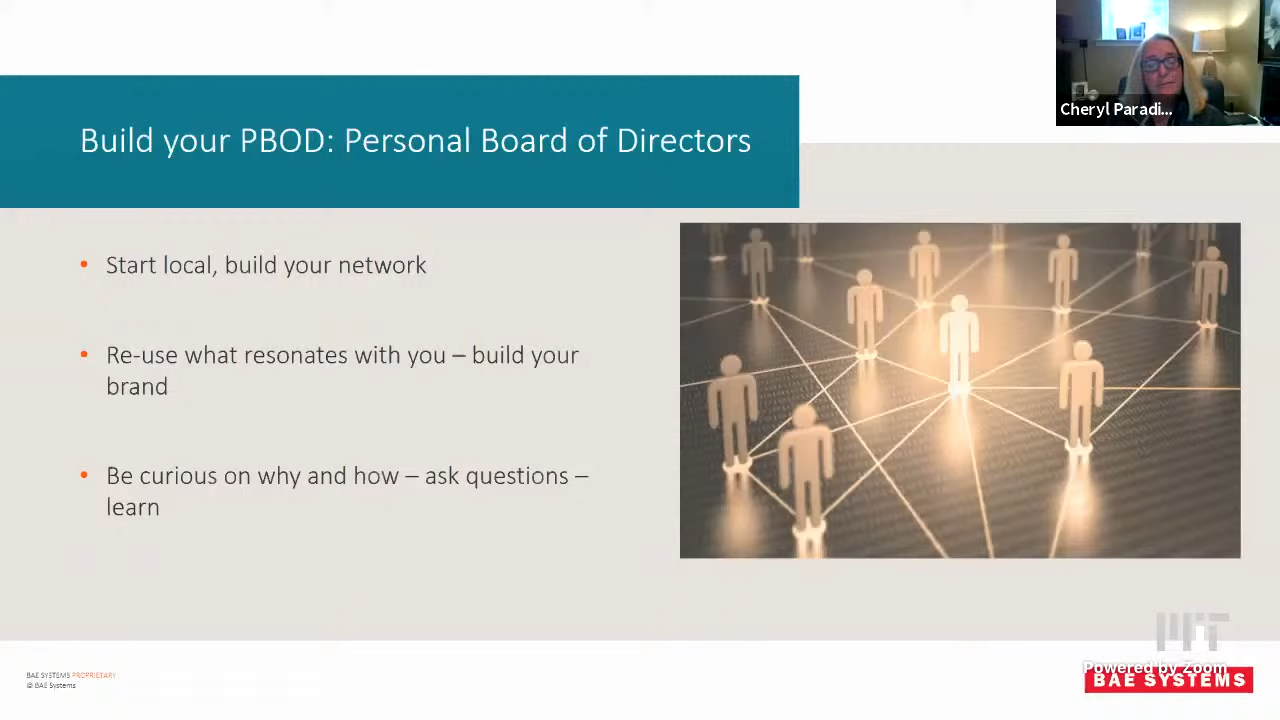 Cheryl Paradi...
Build your PBOD: Personal Board of Directors
• Start local, build your network
• Re-use what resonates with you – build your
brand
• Be curious on why and how – ask questions –
learn
MIT
Powered by Zoom
BAE SYSTEMS
BAE SYSTEMS PROPRIETARY
© BAE Systems